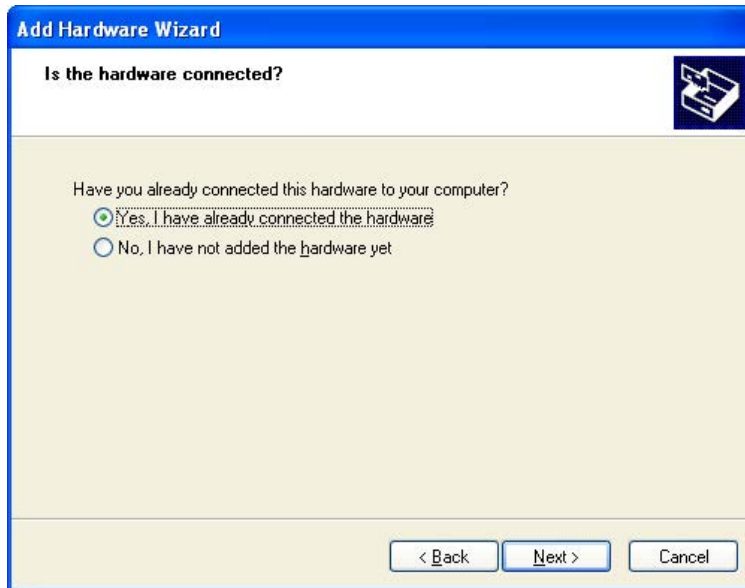 Add Hardware Wizard
Is the hardware connected?
Have you already connected this hardware to your computer?
Yes, I have already connected the hardware
No, I have not added the hardware yet
< Back
Next >
Cancel